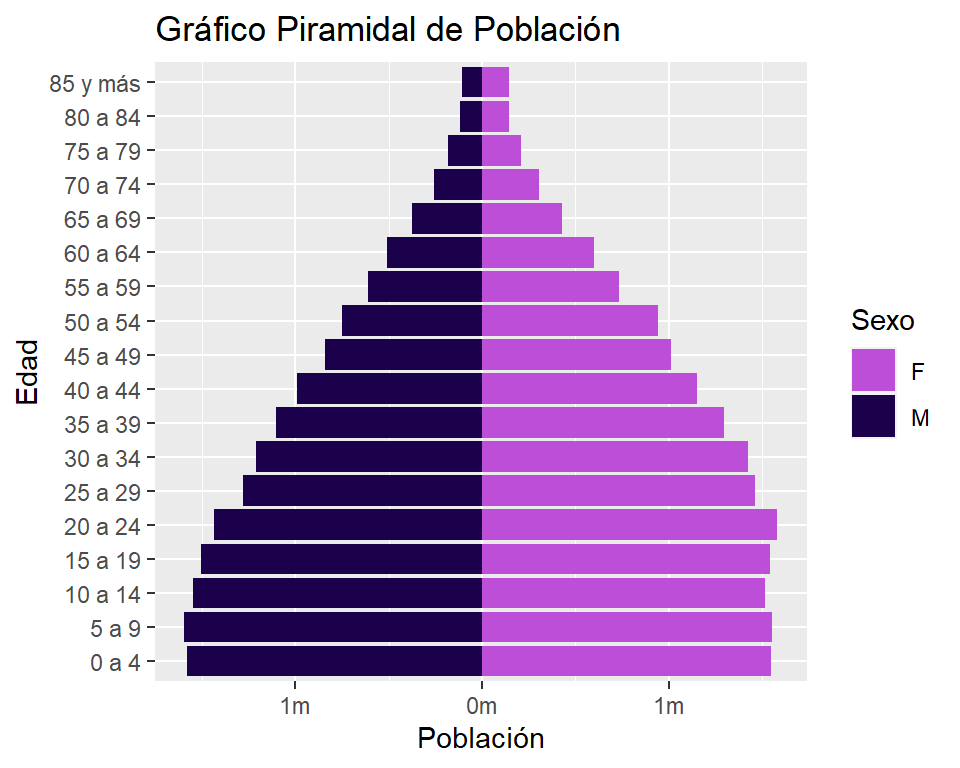 Gráfico Piramidal de Población
85 y más
80 a 84
75 a 79
70 a 74
65 a 69
60 a 64
55 a 59
50 a 54
45 a 49
40 a 44
35 a 39
30 a 34
25 a 29
20 a 24
15 a 19
10 a 14
5 a 9
0 a 4
Edad
1m 0m 1m
Población
Sexo
F
M